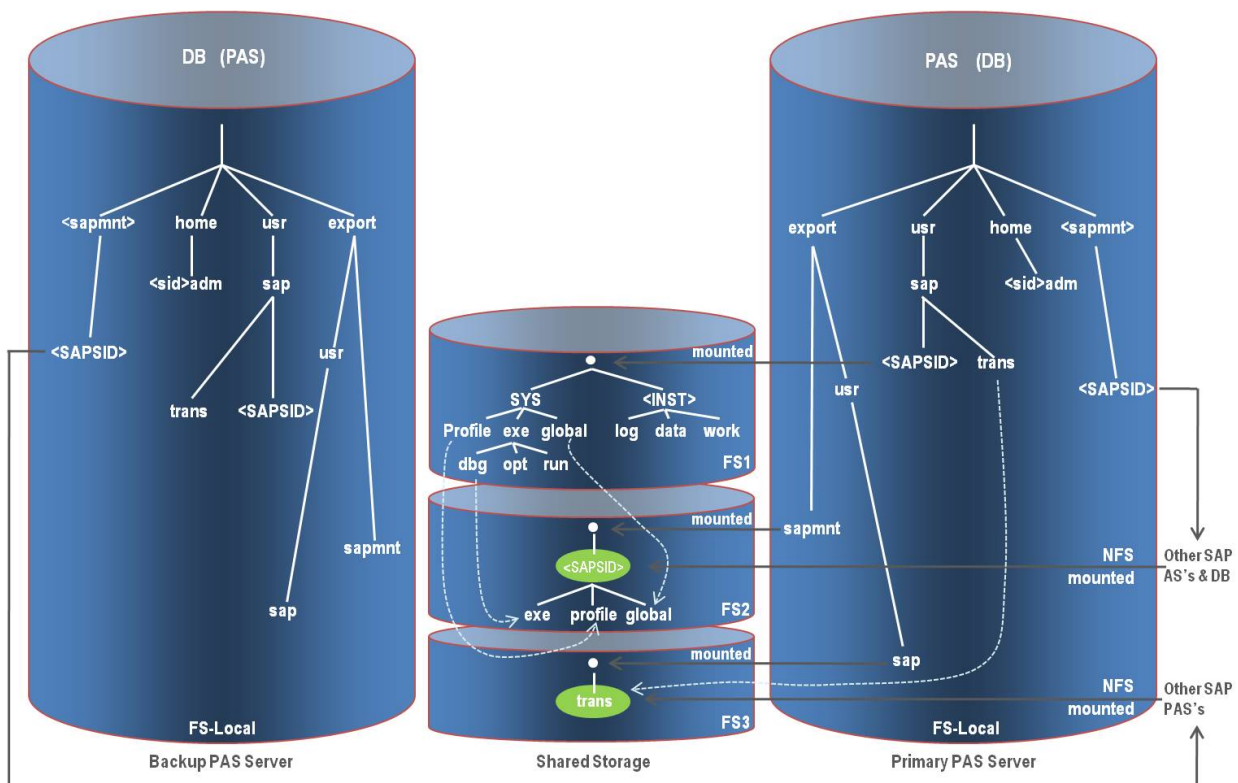 DB (PAS)
<sapmnt>
home
usr
export
<sid>adm
sap
<SAPSID>
usr
trans
<SAPSID>
sapmnt
sap
FS-Local
Backup PAS Server
mounted
SYS
<INST>
Profile
exe
global
log
data
work
dbg
opt
run
FS1
mounted
<SAPSID>
exe
profile
global
FS2
mounted
trans
FS3
Shared Storage
PAS (DB)
export
usr
home
<sapmnt>
sap
<sid>adm
<SAPSID>
trans
usr
<SAPSID>
sapmnt
NFS
mounted
sap
NFS
mounted
FS-Local
Primary PAS Server
Other SAP
AS's & DB
Other SAP
PAS's